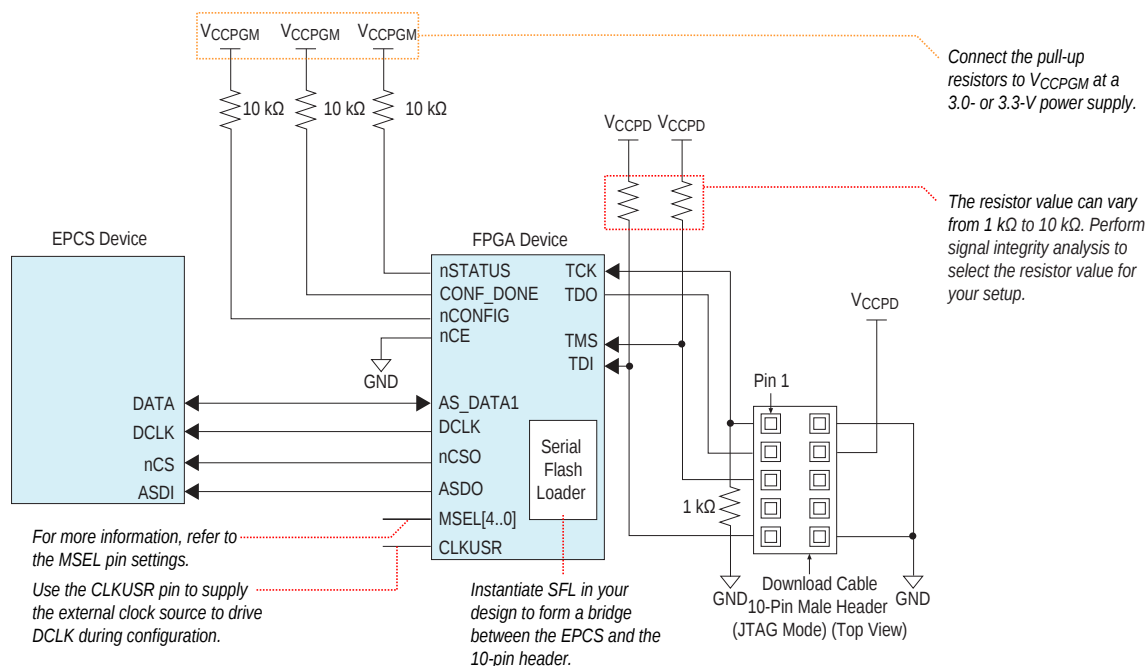 VCCPGM VCCPGM VCCPGM
Connect the pull-up
resistors to VCCPGM at a
3.0- or 3.3-V power supply.
10 kΩ 10 kΩ 10 kΩ
VCCPD VCCPD
The resistor value can vary
from 1 kΩ to 10 kΩ. Perform
signal integrity analysis to
select the resistor value for
your setup.
EPCS Device
FPGA Device
nSTATUS
CONF_DONE
nCONFIG
nCE
GND
TCK
TDO
TMS
TDI
VCCPD
Pin 1
DATA
DCLK
nCS
ASDI
AS_DATA1
DCLK
nCSO
ASDO
MSEL[4..0]
CLKUSR
Serial
Flash
Loader
1 kΩ
GND
GND
Download Cable
10-Pin Male Header
(JTAG Mode) (Top View)
For more information, refer to
the MSEL pin settings.
Use the CLKUSR pin to supply
the external clock source to drive
DCLK during configuration.
Instantiate SFL in your
design to form a bridge
between the EPCS and the
10-pin header.